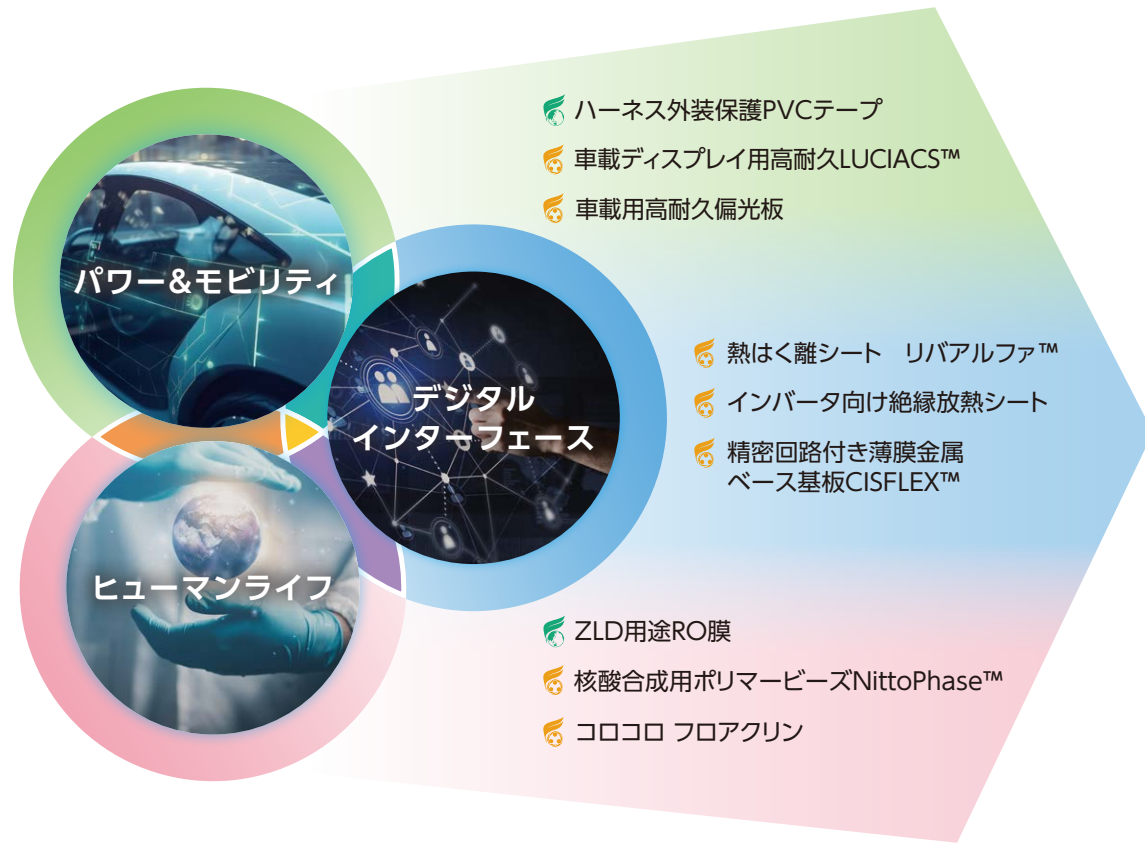 パワー&モビリティ
ハーネス外装保護PVCテープ
車載ディスプレイ用高耐久LUCIACS™
車載用高耐久偏光板
デジタル
インターフェース
熱はく離シート　リバアルファ™
インバータ向け絶縁放熱シート
精密回路付き薄膜金属
ベース基板CISFLEX™
ヒューマンライフ
ZLD用途RO膜
核酸合成用ポリマービーズNittoPhase™
コロコロ フロアクリン